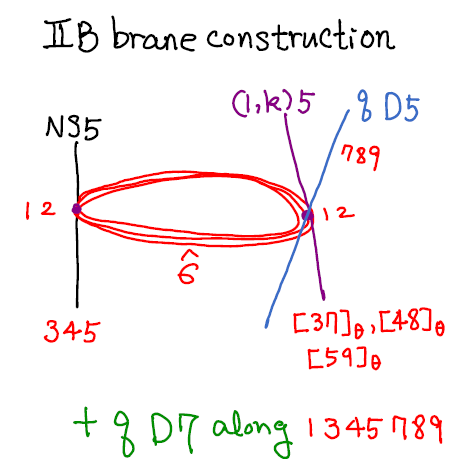 IIB brane construction
(1,k)5
q D5
NS5
789
12
12
6̂
345
[37]θ, [48]θ
[59]θ
+ q D7 along 1345789